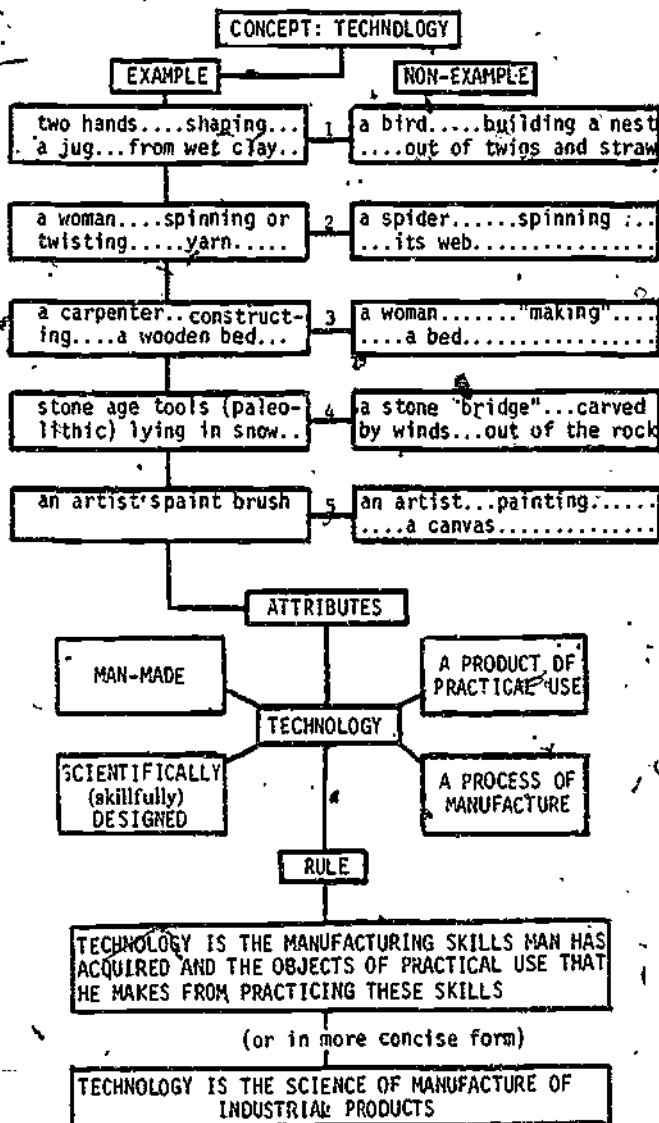 CONCEPT: TECHNOLOGY
EXAMPLE
NON-EXAMPLE
two hands....shaping...
a jug...from wet clay..
1
a bird.....building a nest
....out of twigs and straw
a woman....spinning or
twisting.....yarn.....
2
a spider......spinning ...
...its web...............
a carpenter..construct-
ing....a wooden bed...
3
a woman......."making"....
....a bed................
stone age tools (paleo-
lithic) lying in snow..
4
a stone "bridge"...carved
by winds...out of the rock
an artist's paint brush
5
an artist...painting......
....a canvas.............
ATTRIBUTES
MAN-MADE
A PRODUCT OF
PRACTICAL USE
TECHNOLOGY
SCIENTIFICALLY
(skillfully)
DESIGNED
A PROCESS OF
MANUFACTURE
RULE
TECHNOLOGY IS THE MANUFACTURING SKILLS MAN HAS
ACQUIRED AND THE OBJECTS OF PRACTICAL USE THAT
HE MAKES FROM PRACTICING THESE SKILLS
(or in more concise form)
TECHNOLOGY IS THE SCIENCE OF MANUFACTURE OF
INDUSTRIAL PRODUCTS